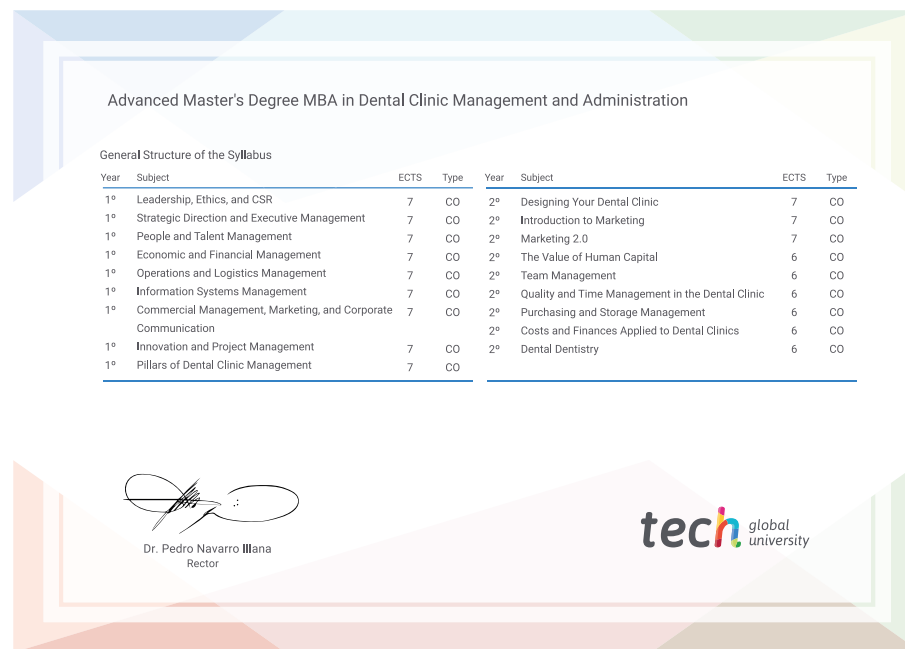 Advanced Master's Degree MBA in Dental Clinic Management and Administration
General Structure of the Syllabus
Year Subject ECTS Type
1º Leadership, Ethics, and CSR 7 CO
1º Strategic Direction and Executive Management 7 CO
1º People and Talent Management 7 CO
1º Economic and Financial Management 7 CO
1º Operations and Logistics Management 7 CO
1º Information Systems Management 7 CO
1º Commercial Management, Marketing, and Corporate 7 CO
Communication
1º Innovation and Project Management 7 CO
1º Pillars of Dental Clinic Management 7 CO
Year Subject ECTS Type
2º Designing Your Dental Clinic 7 CO
2º Introduction to Marketing 7 CO
2º Marketing 2.0 7 CO
2º The Value of Human Capital 6 CO
2º Team Management 6 CO
2º Quality and Time Management in the Dental Clinic 6 CO
2º Purchasing and Storage Management 6 CO
2º Costs and Finances Applied to Dental Clinics 6 CO
2º Dental Dentistry 6 CO
Dr. Pedro Navarro Illana
Rector
tech global
university